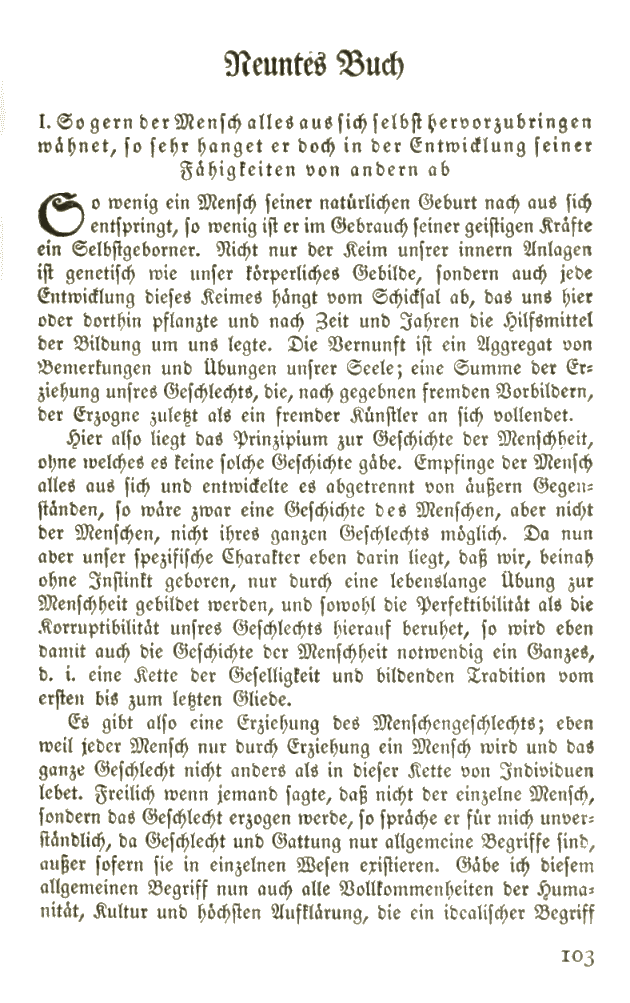 Neuntes Buch
I. So gern der Mensch alles aus sich selbst hervorzubringen
wähnet, so sehr hanget er doch in der Entwicklung seiner
Fähigkeiten von andern ab
So wenig ein Mensch seiner natürlichen Geburt nach aus sich
entspringt, so wenig ist er im Gebrauch seiner geistigen Kräfte
ein Selbstgeborner. Nicht nur der Keim unsrer innern Anlagen
ist genetisch wie unser körperliches Gebilde, sondern auch jede
Entwicklung dieses Keimes hängt vom Schicksal ab, das uns hier
oder dorthin pflanzte und nach Zeit und Jahren die Hilfsmittel
der Bildung um uns legte. Die Vernunft ist ein Aggregat von
Bemerkungen und Übungen unsrer Seele; eine Summe der Er-
ziehung unsres Geschlechts, die, nach gegebnen fremden Vorbildern,
der Erzogne zuletzt als ein fremder Künstler an sich vollendet.
Hier also liegt das Prinzipium zur Geschichte der Menschheit,
ohne welches es keine solche Geschichte gäbe. Empfinge der Mensch
alles aus sich und entwickelte es abgetrennt von äußern Gegen-
ständen, so wäre zwar eine Geschichte des Menschen, aber nicht
der Menschen, nicht ihres ganzen Geschlechts möglich. Da nun
aber unser spezifische Charakter eben darin liegt, daß wir, beinah
ohne Instinkt geboren, nur durch eine lebenslange Übung zur
Menschheit gebildet werden, und sowohl die Perfektibilität als die
Korruptibilität unsres Geschlechts hierauf beruhet, so wird eben
damit auch die Geschichte der Menschheit notwendig ein Ganzes,
d. i. eine Kette der Geselligkeit und bildenden Tradition vom
ersten bis zum letzten Gliede.
Es gibt also eine Erziehung des Menschengeschlechts; eben
weil jeder Mensch nur durch Erziehung ein Mensch wird und das
ganze Geschlecht nicht anders als in dieser Kette von Individuen
lebet. Freilich wenn jemand sagte, daß nicht der einzelne Mensch,
sondern das Geschlecht erzogen werde, so spräche er für mich unver-
ständlich, da Geschlecht und Gattung nur allgemeine Begriffe sind,
außer sofern sie in einzelnen Wesen existieren. Gäbe ich diesem
allgemeinen Begriff nun auch alle Vollkommenheiten der Huma-
nität, Kultur und höchsten Aufklärung, die ein idealischer Begriff
103